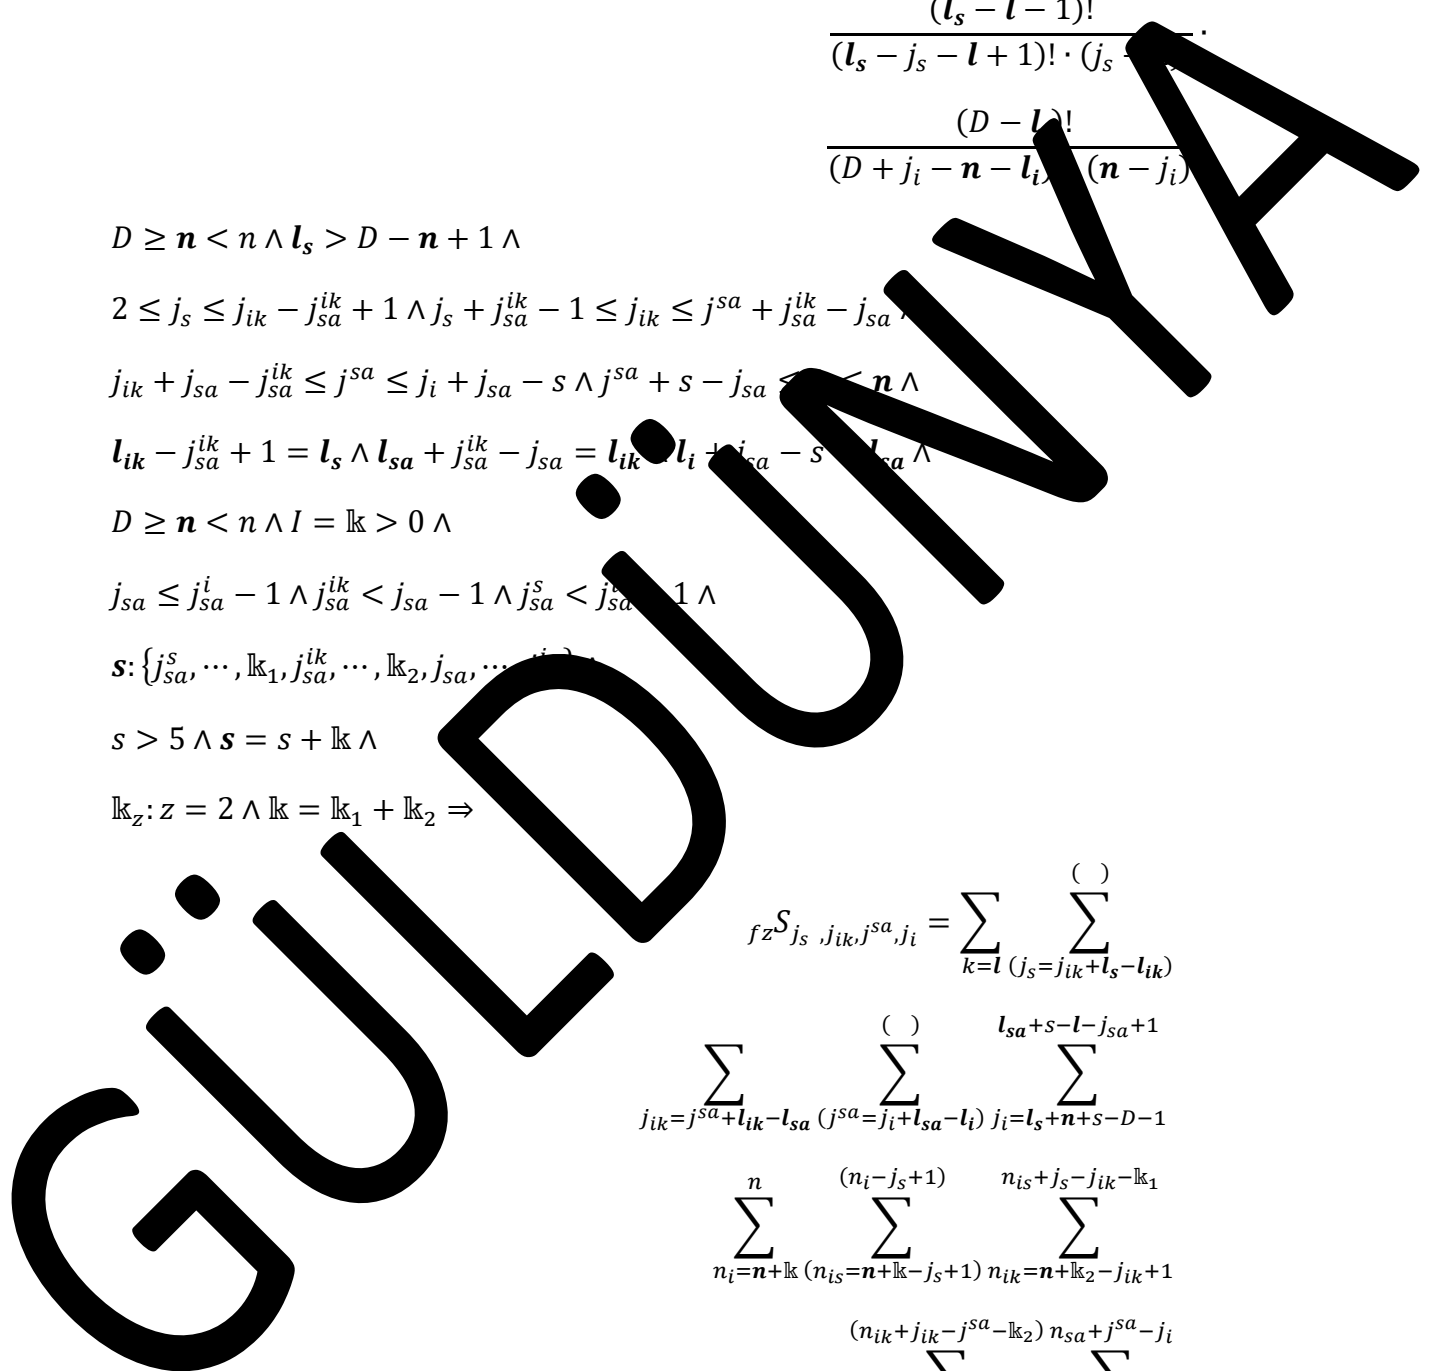 (l_s − l − 1)!
(l_s − j_s − l + 1)! · (j_s ·
(D − l )!
(D + j_i − n − l_i) (n − j_i)
D ≥ n < n ∧ l_s > D − n + 1 ∧
2 ≤ j_s ≤ j_ik − j_sa^ik + 1 ∧ j_s + j_sa^ik − 1 ≤ j_ik ≤ j^sa + j_sa^ik − j_sa ∧
j_ik + j_sa − j_sa^ik ≤ j^sa ≤ j_i + j_sa − s ∧ j^sa + s − j_sa ≤ ≤ n ∧
l_ik − j_sa^ik + 1 = l_s ∧ l_sa + j_sa^ik − j_sa = l_ik l_i + j_sa − s l_sa ∧
D ≥ n < n ∧ I = 𝕜 > 0 ∧
j_sa ≤ j_sa^i − 1 ∧ j_sa^ik < j_sa − 1 ∧ j_sa^s < j_sa 1 ∧
s: {j_sa^s, ⋯ , 𝕜_1, j_sa^ik, ⋯ , 𝕜_2, j_sa, ⋯
s > 5 ∧ s = s + 𝕜 ∧
𝕜_z: z = 2 ∧ 𝕜 = 𝕜_1 + 𝕜_2 ⇒
( )
fzS_{j_s ,j_ik,j^sa,j_i} = ∑ ∑
k=l (j_s=j_ik+l_s−l_ik)
( ) l_sa+s−l−j_sa+1
∑ ∑ ∑
j_ik=j^sa+l_ik−l_sa (j^sa=j_i+l_sa−l_i) j_i=l_s+n+s−D−1
n (n_i−j_s+1) n_is+j_s−j_ik−𝕜_1
∑ ∑ ∑
n_i=n+𝕜 (n_is=n+𝕜−j_s+1) n_ik=n+𝕜_2−j_ik+1
(n_ik+j_ik−j^sa−𝕜_2) n_sa+j^sa−j_i
∑ ∑
GÜLDÜNYA